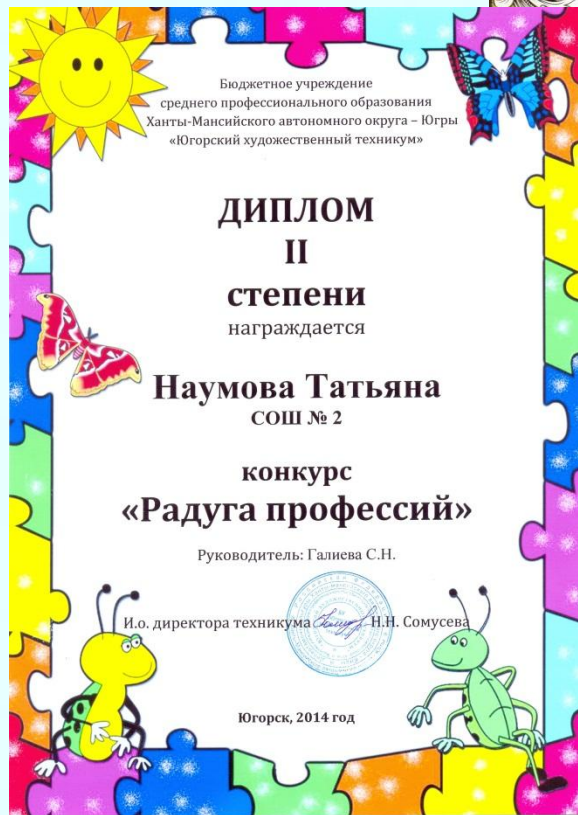 Бюджетное учреждение
среднего профессионального образования
Ханты-Мансийского автономного округа – Югры
«Югорский художественный техникум»
ДИПЛОМ
II
степени
награждается
Наумова Татьяна
СОШ № 2
конкурс
«Радуга профессий»
Руководитель: Галиева С.Н.
И.о. директора техникума Н.Н. Сомусева
Югорск, 2014 год